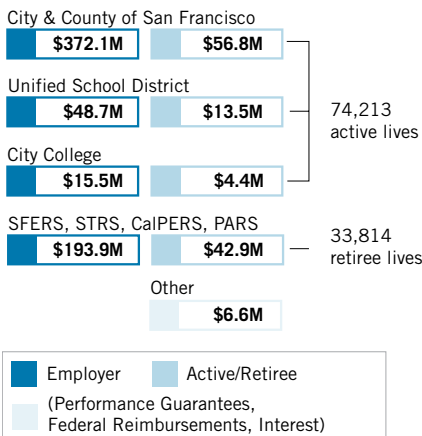 City & County of San Francisco
$372.1M $56.8M
Unified School District
$48.7M $13.5M
74,213
active lives
City College
$15.5M $4.4M
SFERS, STRS, CalPERS, PARS
$193.9M $42.9M
33,814
retiree lives
Other
$6.6M
Employer Active/Retiree
(Performance Guarantees,
Federal Reimbursements, Interest)